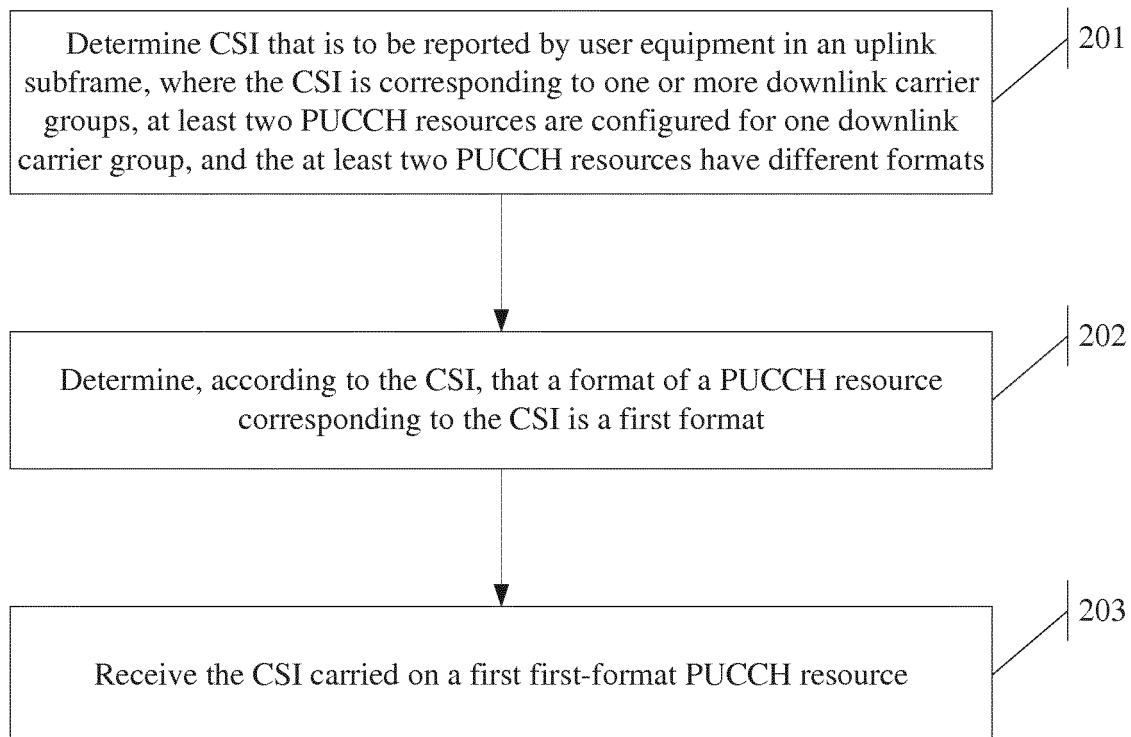 Determine CSI that is to be reported by user equipment in an uplink
subframe, where the CSI is corresponding to one or more downlink carrier
groups, at least two PUCCH resources are configured for one downlink
carrier group, and the at least two PUCCH resources have different formats
201
Determine, according to the CSI, that a format of a PUCCH resource
corresponding to the CSI is a first format
202
Receive the CSI carried on a first first-format PUCCH resource
203